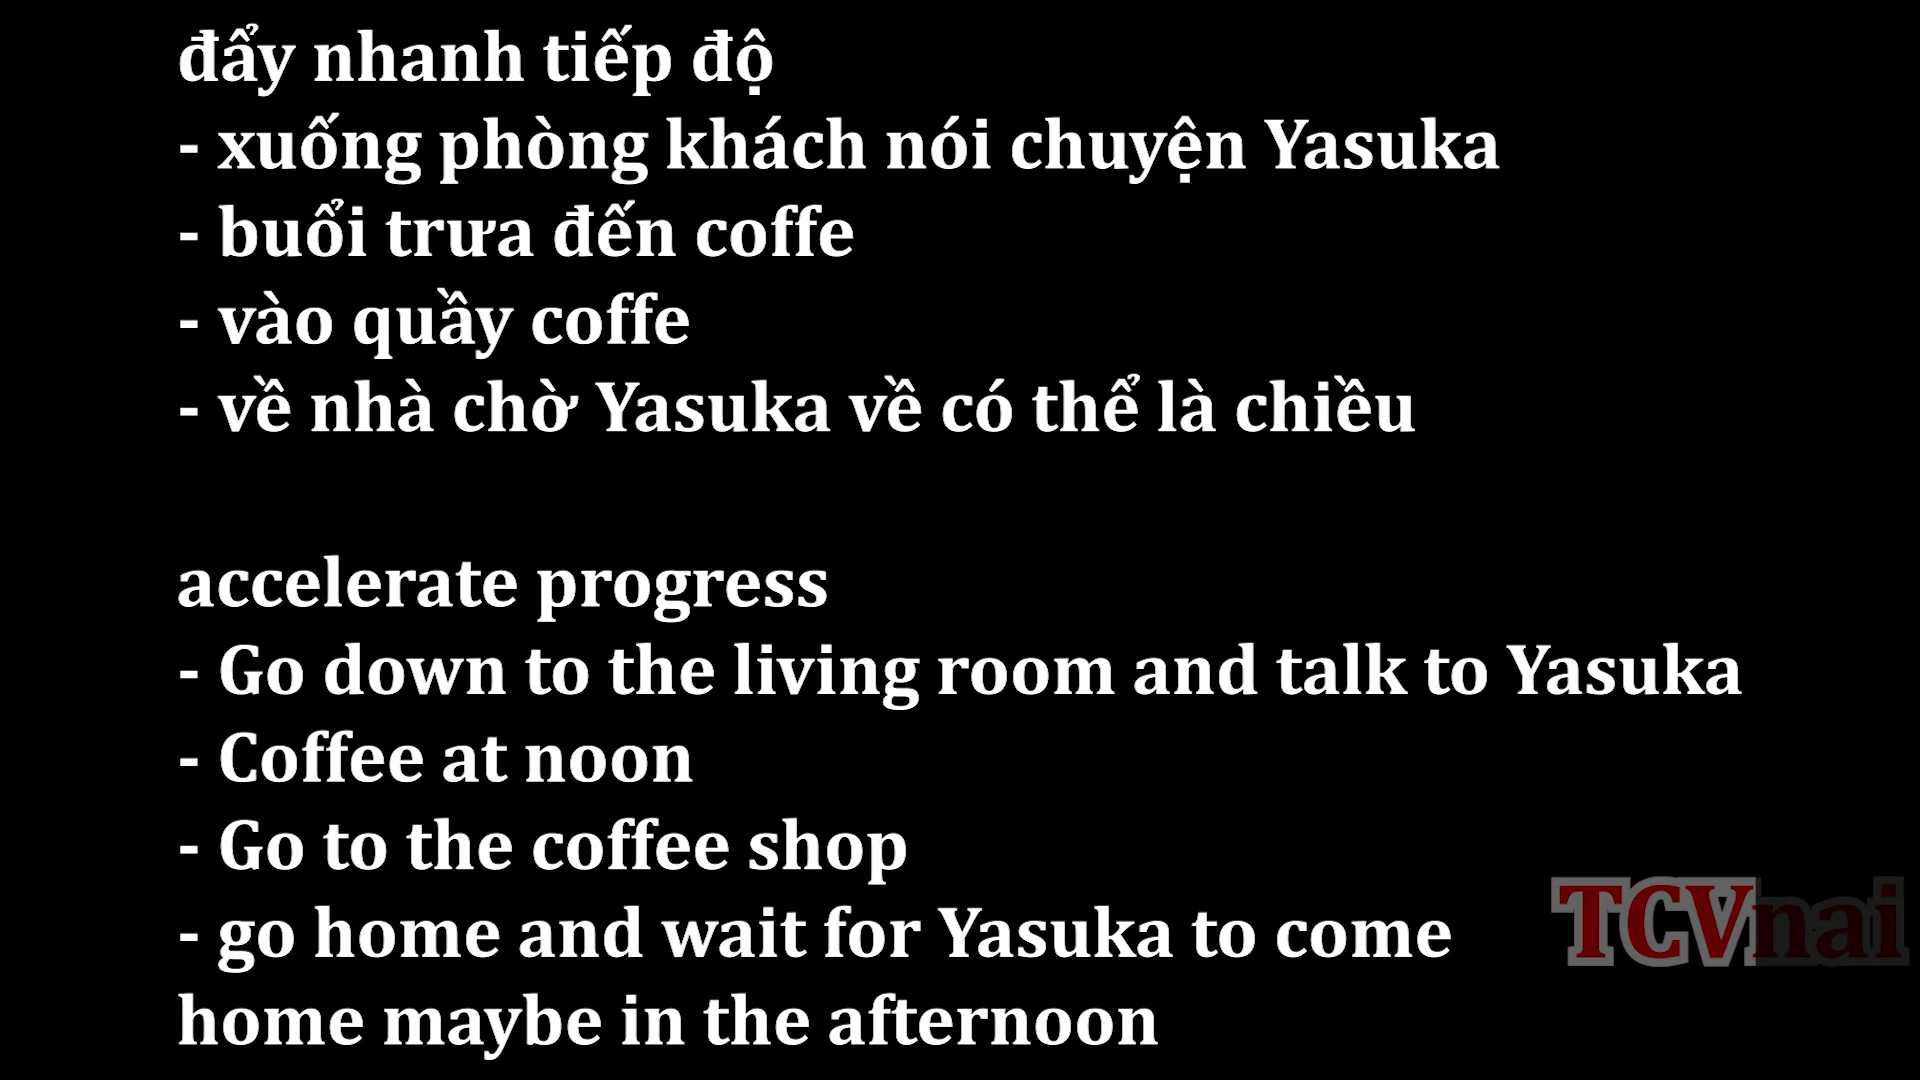 đẩy nhanh tiếp độ
- xuống phòng khách nói chuyện Yasuka
- buổi trưa đến coffe
- vào quầy coffe
- về nhà chờ Yasuka về có thể là chiều
accelerate progress
- Go down to the living room and talk to Yasuka
- Coffee at noon
- Go to the coffee shop
- go home and wait for Yasuka to come
home maybe in the afternoon
TCVnai